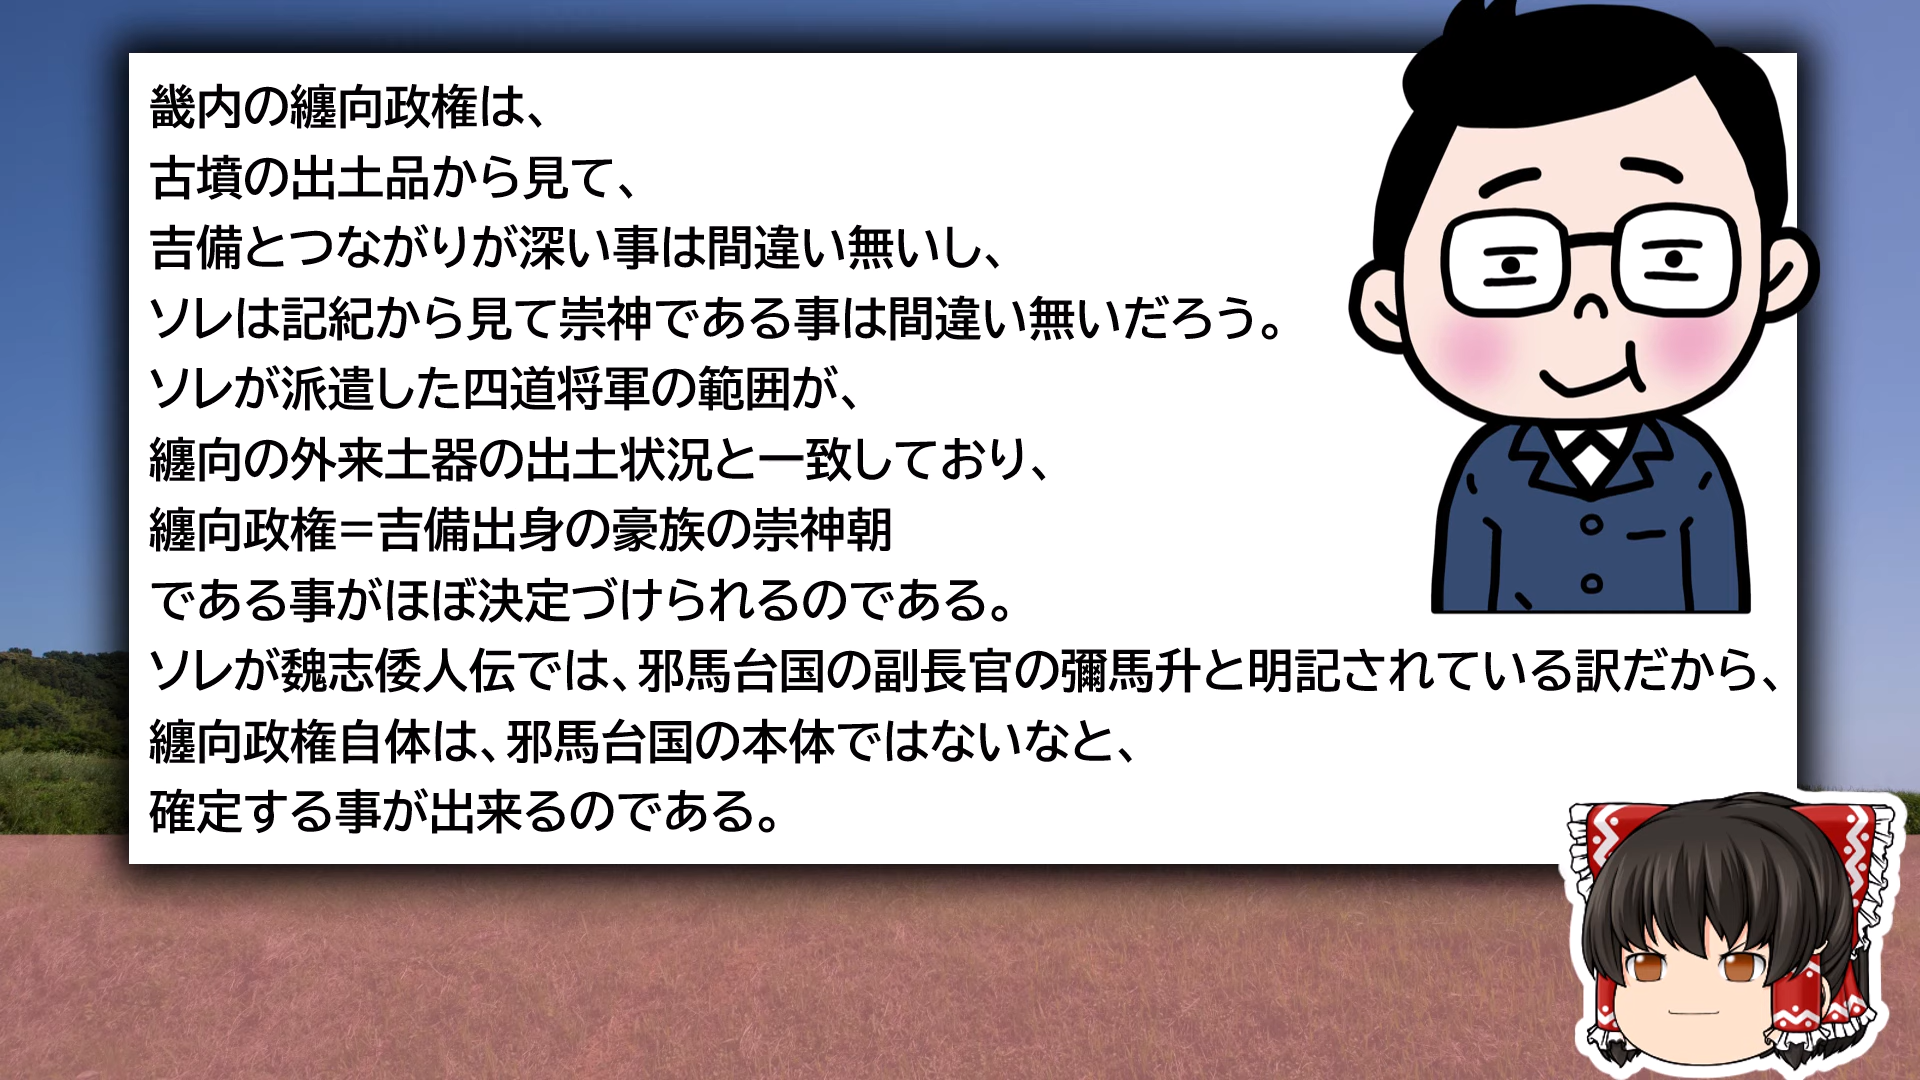 畿内の纏向政権は、
古墳の出土品から見て、
吉備とつながりが深い事は間違い無いし、
ソレは記紀から見て崇神である事は間違い無いだろう。
ソレが派遣した四道将軍の範囲が、
纏向の外来土器の出土状況と一致しており、
纏向政権＝吉備出身の豪族の崇神朝
である事がほぼ決定づけられるのである。
ソレが魏志倭人伝では、邪馬台国の副長官の彌馬升と明記されている訳だから、
纏向政権自体は、邪馬台国の本体ではないなと、
確定する事が出来るのである。